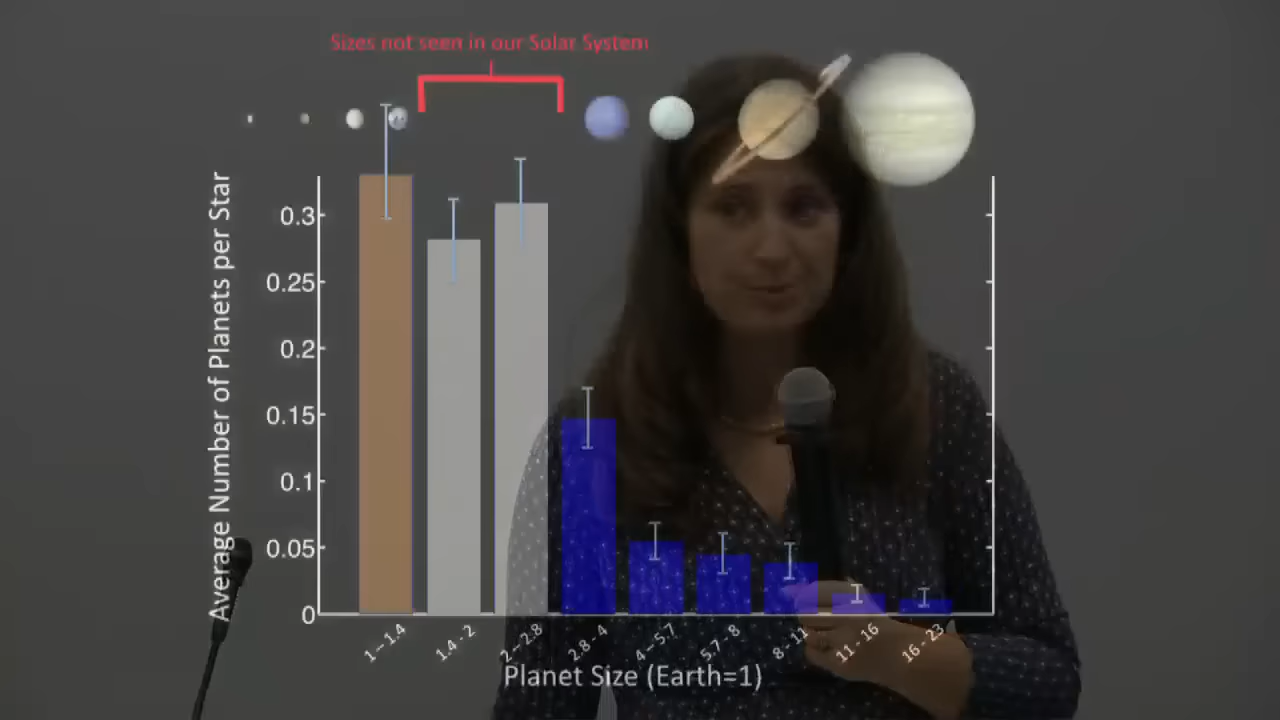 Sizes not seen in our Solar System
Average Number of Planets per Star
0.3
0.25
0.2
0.15
0.1
0.05
0
1 – 1.4
1.4 - 2
2 – 2.8
2.8 - 4
4 – 5.7
5.7 - 8
8 - 11
11 - 16
16 - 23
Planet Size (Earth=1)